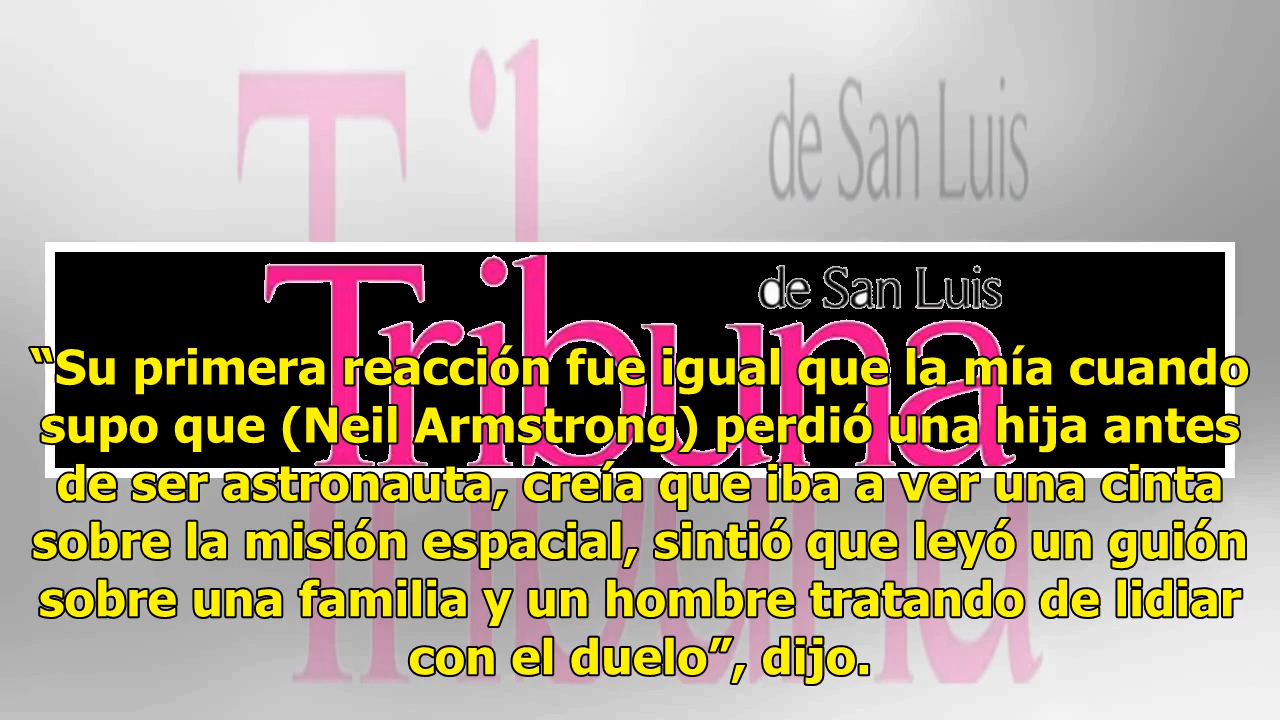 de San Luis
de San Luis
Tribuna
“Su primera reacción fue igual que la mía cuando
supo que (Neil Armstrong) perdió una hija antes
de ser astronauta, creía que iba a ver una cinta
sobre la misión espacial, sintió que leyó un guión
sobre una familia y un hombre tratando de lidiar
con el duelo”, dijo.